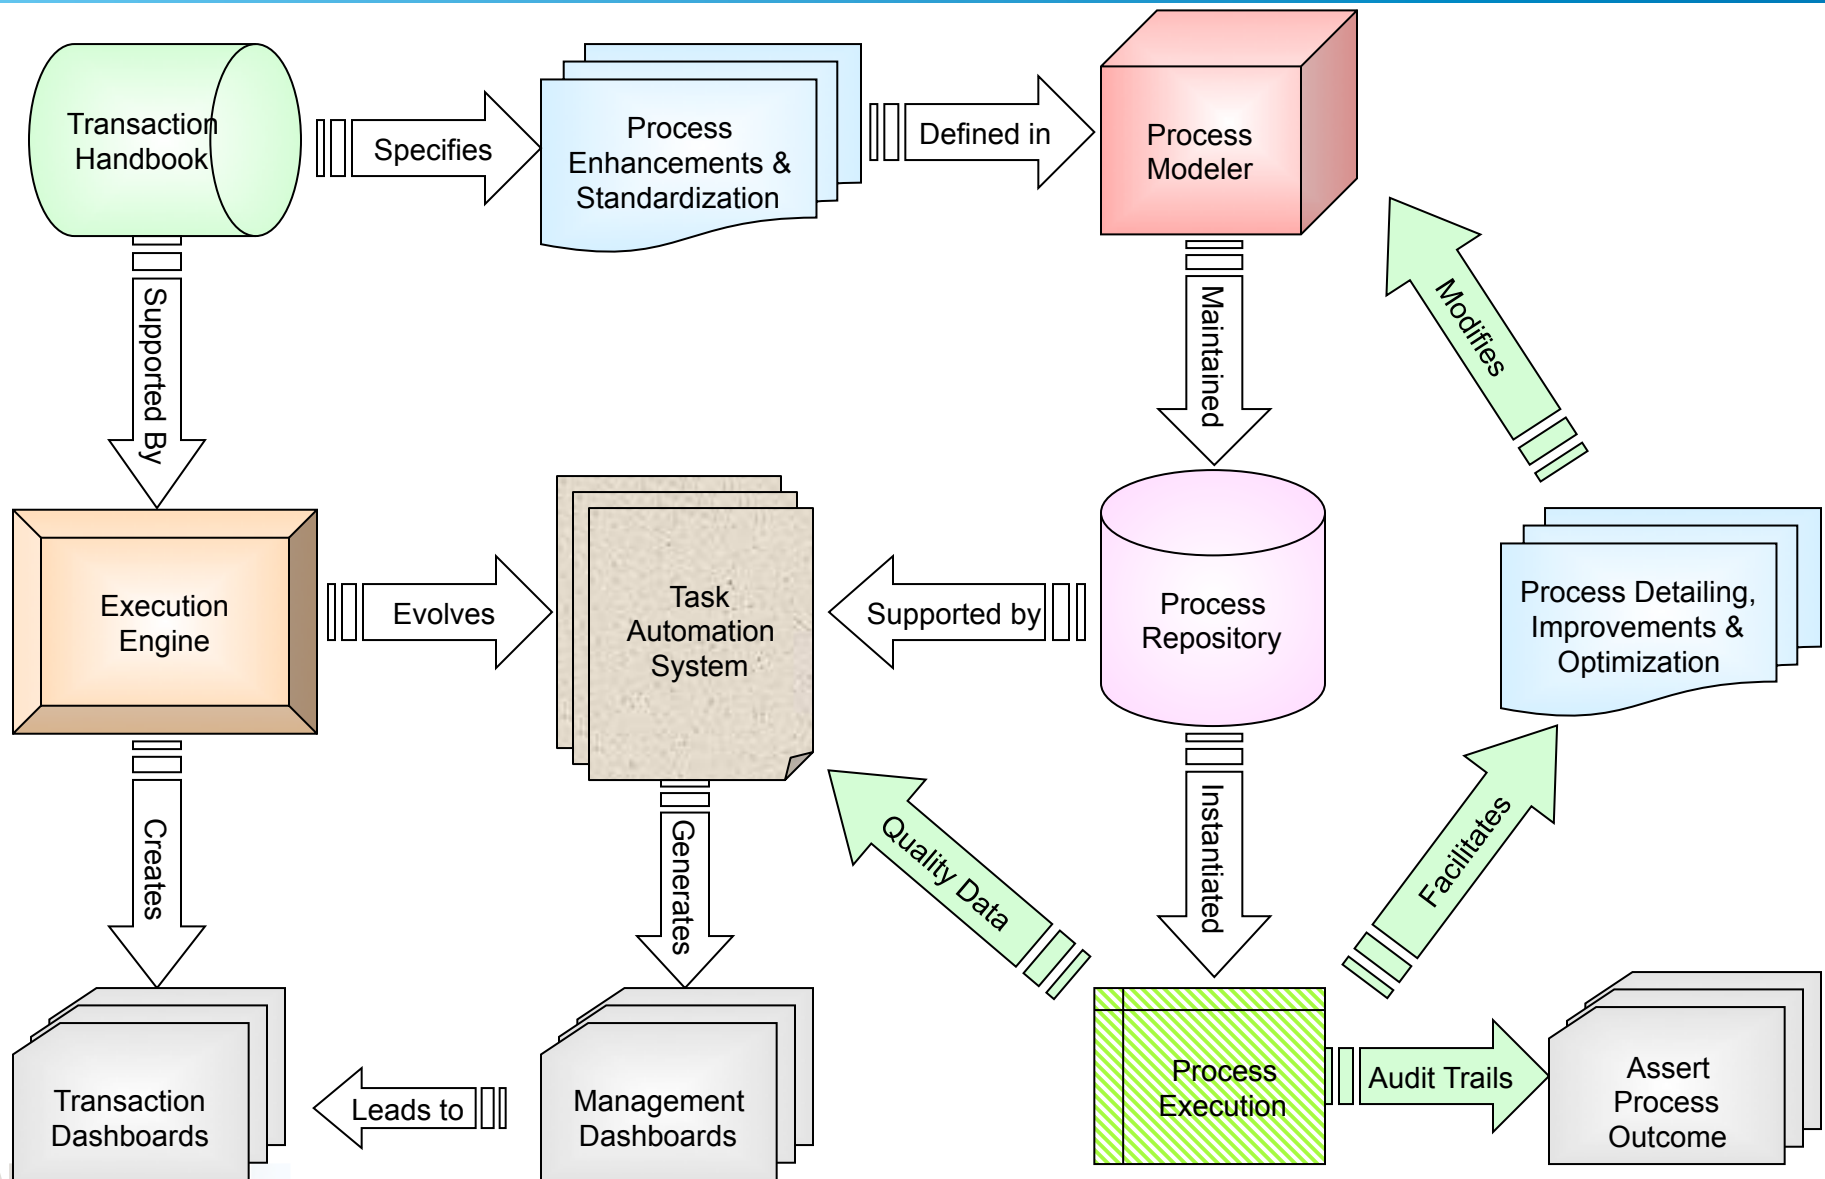 Transaction
Handbook
Specifies
Process
Enhancements &
Standardization
Defined in
Process
Modeler
Supported By
Maintained
Modifies
Execution
Engine
Evolves
Task
Automation
System
Supported by
Process
Repository
Process Detailing,
Improvements &
Optimization
Creates
Generates
Quality Data
Instantiated
Facilitates
Transaction
Dashboards
Leads to
Management
Dashboards
Process
Execution
Audit Trails
Assert
Process
Outcome